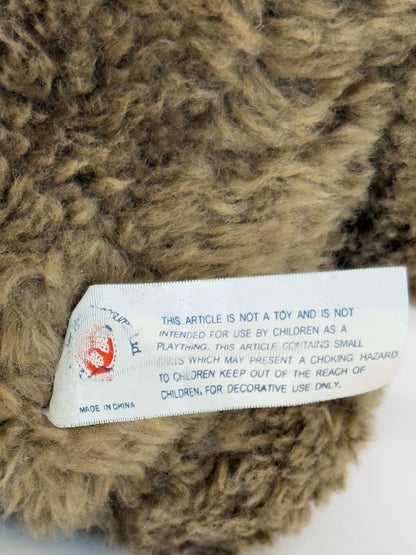 Ltd
MADE IN CHINA
THIS ARTICLE IS NOT A TOY AND IS NOT
INTENDED FOR USE BY CHILDREN AS A
PLAYTHING. THIS ARTICLE CONTAINS SMALL
WHICH MAY PRESENT A CHOKING HAZARD
TO CHILDREN KEEP OUT OF THE REACH OF
CHILDREN, FOR DECORATIVE USE ONLY.